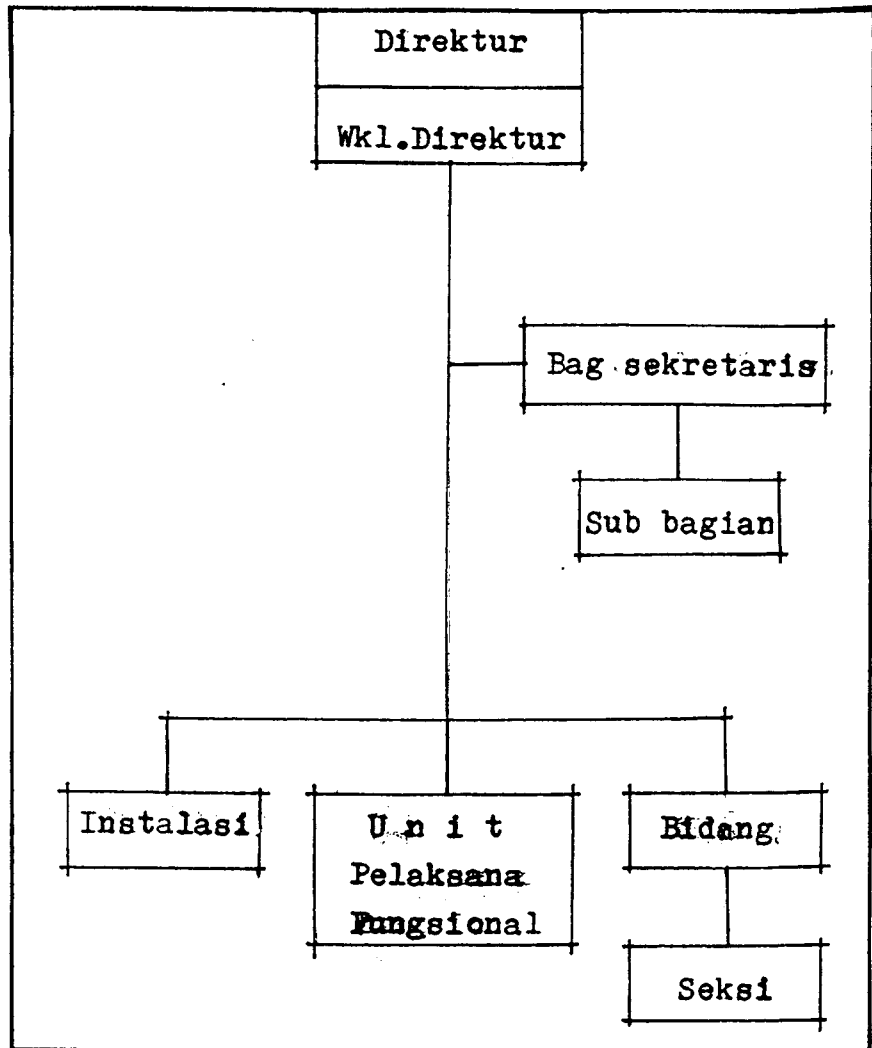 Direktur
Wkl.Direktur
Bag sekretaris
Sub bagian
Instalasi
U n i t
Pelaksana
Fungsional
Bidang
Seksi